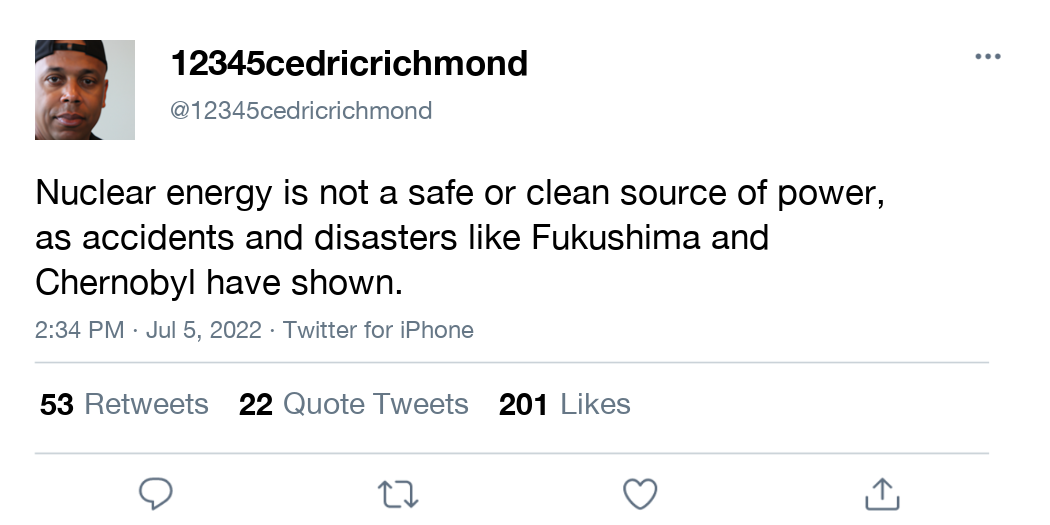 12345cedricrichmond
@12345cedricrichmond
Nuclear energy is not a safe or clean source of power,
as accidents and disasters like Fukushima and
Chernobyl have shown.
2:34 PM · Jul 5, 2022 · Twitter for iPhone
53 Retweets 22 Quote Tweets 201 Likes